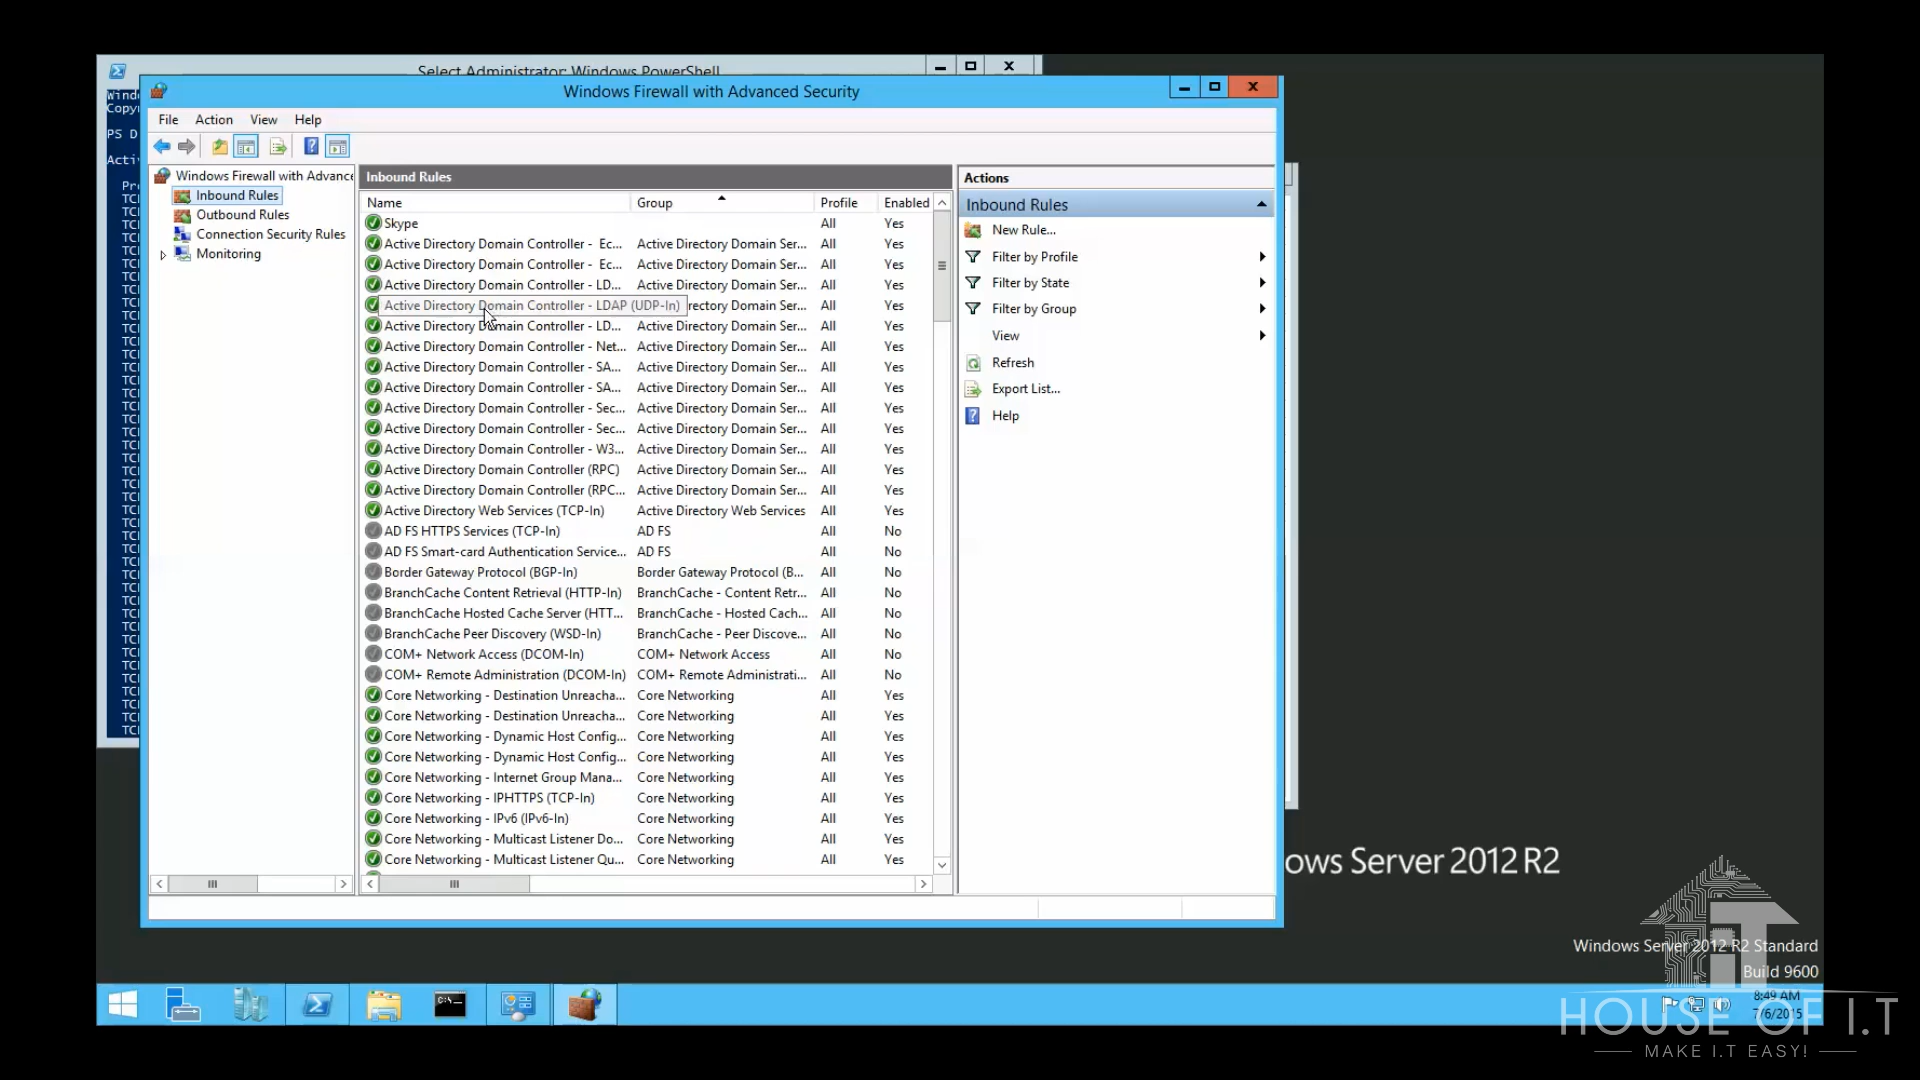 Select Administrator: Windows PowerShell
Windows Firewall with Advanced Security
File Action View Help
Windows Firewall with Advance
Inbound Rules
Outbound Rules
Connection Security Rules
Monitoring
Inbound Rules
Name Group Profile Enabled
Skype All Yes
Active Directory Domain Controller - Ec... Active Directory Domain Ser... All Yes
Active Directory Domain Controller - Ec... Active Directory Domain Ser... All Yes
Active Directory Domain Controller - LD... Active Directory Domain Ser... All Yes
Active Directory Domain Controller - LDAP (UDP-In) rectory Domain Ser... All Yes
Active Directory Domain Controller - LD... Active Directory Domain Ser... All Yes
Active Directory Domain Controller - Net... Active Directory Domain Ser... All Yes
Active Directory Domain Controller - SA... Active Directory Domain Ser... All Yes
Active Directory Domain Controller - SA... Active Directory Domain Ser... All Yes
Active Directory Domain Controller - Sec... Active Directory Domain Ser... All Yes
Active Directory Domain Controller - Sec... Active Directory Domain Ser... All Yes
Active Directory Domain Controller - W3... Active Directory Domain Ser... All Yes
Active Directory Domain Controller (RPC) Active Directory Domain Ser... All Yes
Active Directory Domain Controller (RPC... Active Directory Domain Ser... All Yes
Active Directory Web Services (TCP-In) Active Directory Web Services All Yes
AD FS HTTPS Services (TCP-In) AD FS All No
AD FS Smart-card Authentication Service... AD FS All No
Border Gateway Protocol (BGP-In) Border Gateway Protocol (B... All No
BranchCache Content Retrieval (HTTP-In) BranchCache - Content Retr... All No
BranchCache Hosted Cache Server (HTT... BranchCache - Hosted Cach... All No
BranchCache Peer Discovery (WSD-In) BranchCache - Peer Discove... All No
COM+ Network Access (DCOM-In) COM+ Network Access All No
COM+ Remote Administration (DCOM-In) COM+ Remote Administrati... All No
Core Networking - Destination Unreacha... Core Networking All Yes
Core Networking - Destination Unreacha... Core Networking All Yes
Core Networking - Dynamic Host Config... Core Networking All Yes
Core Networking - Dynamic Host Config... Core Networking All Yes
Core Networking - Internet Group Mana... Core Networking All Yes
Core Networking - IPHTTPS (TCP-In) Core Networking All Yes
Core Networking - IPv6 (IPv6-In) Core Networking All Yes
Core Networking - Multicast Listener Do... Core Networking All Yes
Core Networking - Multicast Listener Qu... Core Networking All Yes
Actions
Inbound Rules
New Rule...
Filter by Profile
Filter by State
Filter by Group
View
Refresh
Export List...
Help
ows Server 2012 R2
Windows Server 2012 R2 Standard
Build 9600
8:49 AM
7/6/2015
HOUSE OF I.T
MAKE I.T EASY!